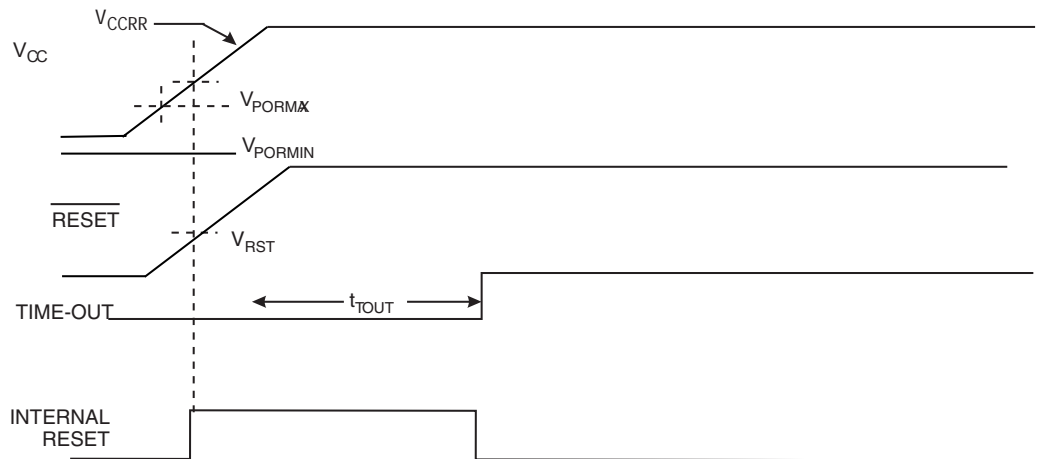 VCCRR
VCC
VPORMAX
VPORMIN
RESET
VRST
tTOUT
TIME-OUT
INTERNAL
RESET